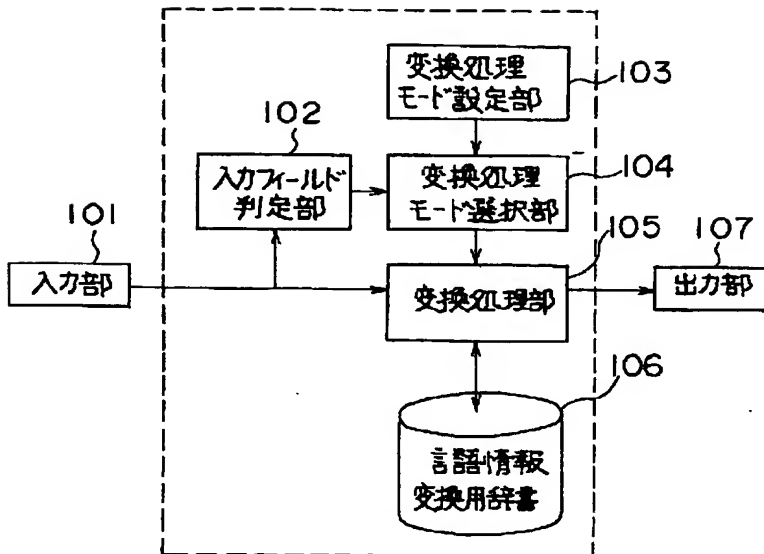 変換処理
モード設定部
103
102
入力フィールド
判定部
変換処理
モード選択部
104
101
入力部
105
変換処理部
107
出力部
106
言語情報
変換用辞書